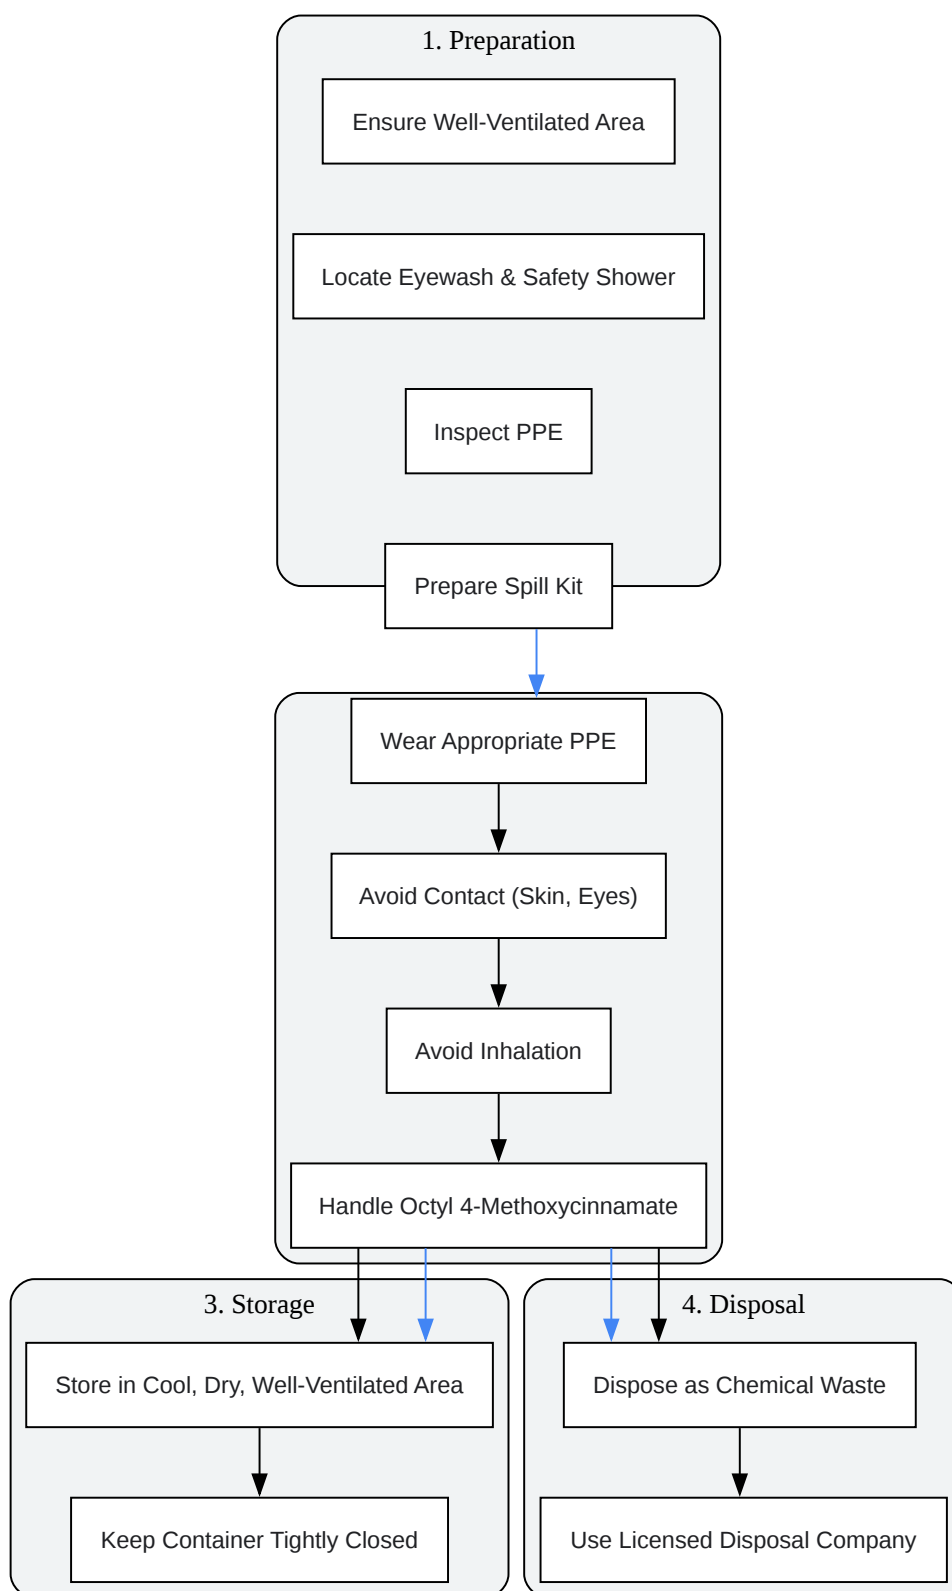 1. Preparation
Ensure Well-Ventilated Area
Locate Eyewash & Safety Shower
Inspect PPE
Prepare Spill Kit
Wear Appropriate PPE
Avoid Contact (Skin, Eyes)
Avoid Inhalation
Handle Octyl 4-Methoxycinnamate
3. Storage
Store in Cool, Dry, Well-Ventilated Area
Keep Container Tightly Closed
4. Disposal
Dispose as Chemical Waste
Use Licensed Disposal Company